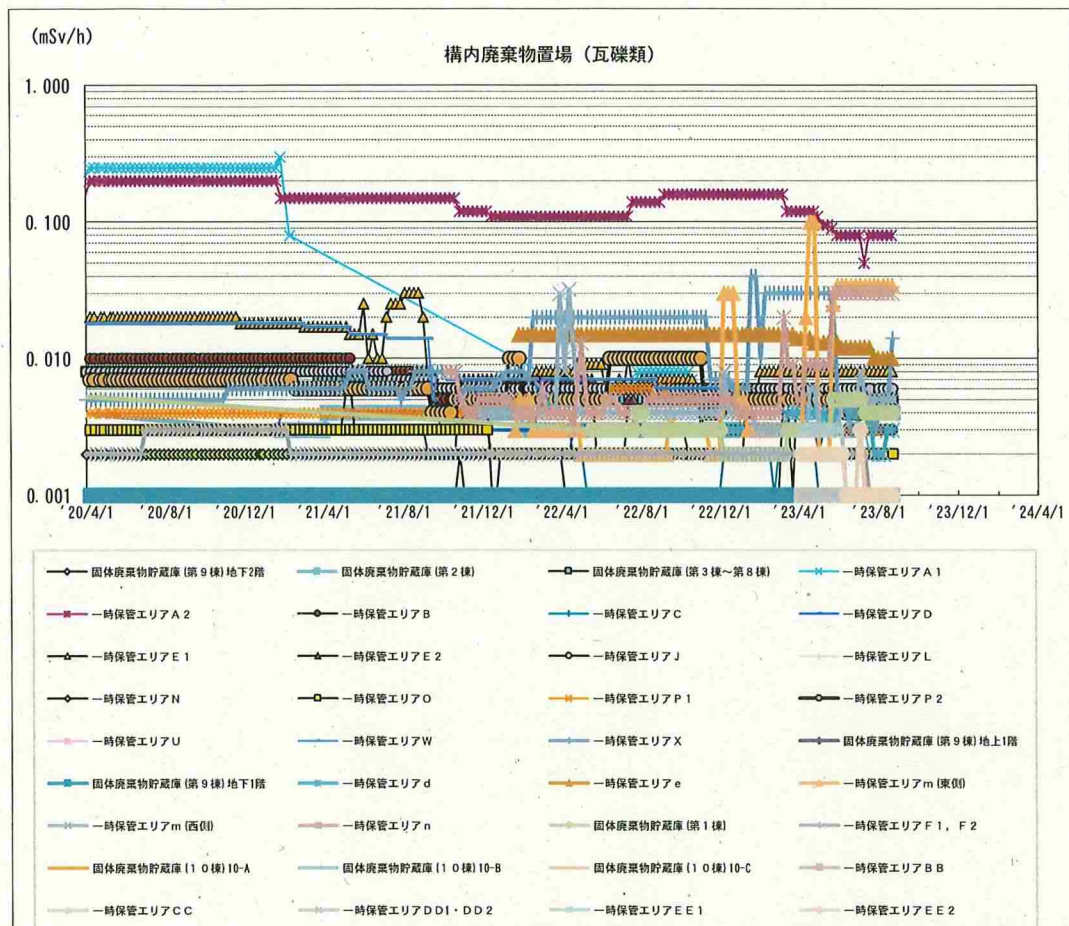 (mSv/h)
構内廃棄物置場（瓦礫類）
1.000
0.100
0.010
0.001
'20/4/1 '20/8/1 '20/12/1 '21/4/1 '21/8/1 '21/12/1 '22/4/1 '22/8/1 '22/12/1 '23/4/1 '23/8/1 '23/12/1 '24/4/1
固体廃棄物貯蔵庫(第9棟)地下2階 固体廃棄物貯蔵庫(第2棟) 固体廃棄物貯蔵庫(第3棟～第8棟) 一時保管エリアA1
一時保管エリアA2 一時保管エリアB 一時保管エリアC 一時保管エリアD
一時保管エリアE1 一時保管エリアE2 一時保管エリアJ 一時保管エリアL
一時保管エリアN 一時保管エリアO 一時保管エリアP1 一時保管エリアP2
一時保管エリアU 一時保管エリアW 一時保管エリアX 固体廃棄物貯蔵庫(第9棟)地上1階
固体廃棄物貯蔵庫(第9棟)地下1階 一時保管エリアd 一時保管エリアe 一時保管エリアm(東側)
一時保管エリアm(西側) 一時保管エリアn 固体廃棄物貯蔵庫(第1棟) 一時保管エリアF1，F2
固体廃棄物貯蔵庫(10棟)10-A 固体廃棄物貯蔵庫(10棟)10-B 固体廃棄物貯蔵庫(10棟)10-C 一時保管エリアBB
一時保管エリアCC 一時保管エリアDD1・DD2 一時保管エリアEE1 一時保管エリアEE2